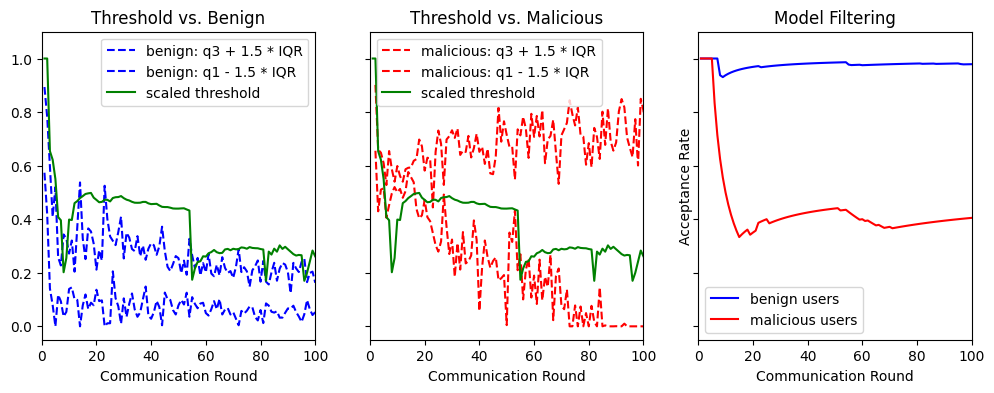 Threshold vs. Benign
benign: q3 + 1.5 * IQR
benign: q1 - 1.5 * IQR
scaled threshold
1.0
0.8
0.6
0.4
0.2
0.0
0 20 40 60 80 100
Communication Round
Threshold vs. Malicious
malicious: q3 + 1.5 * IQR
malicious: q1 - 1.5 * IQR
scaled threshold
0 20 40 60 80 100
Communication Round
Model Filtering
Acceptance Rate
benign users
malicious users
0 20 40 60 80 100
Communication Round